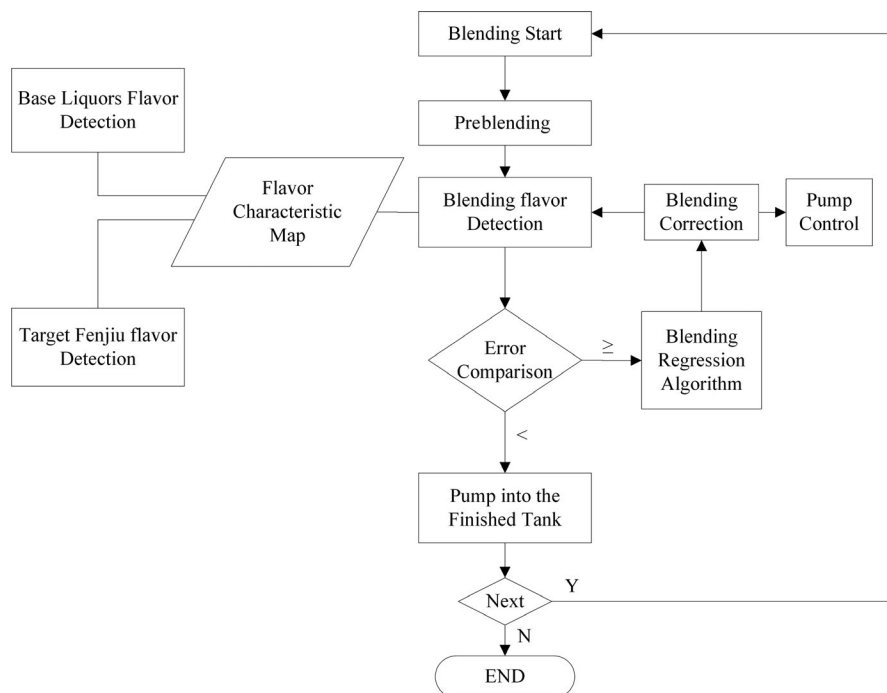 Blending Start
Base Liquors Flavor
Detection
Preblending
Flavor
Characteristic
Map
Blending flavor
Detection
Blending
Correction
Pump
Control
Target Fenjiu flavor
Detection
Error
Comparison
≥
Blending
Regression
Algorithm
<
Pump into the
Finished Tank
Next
Y
N
END